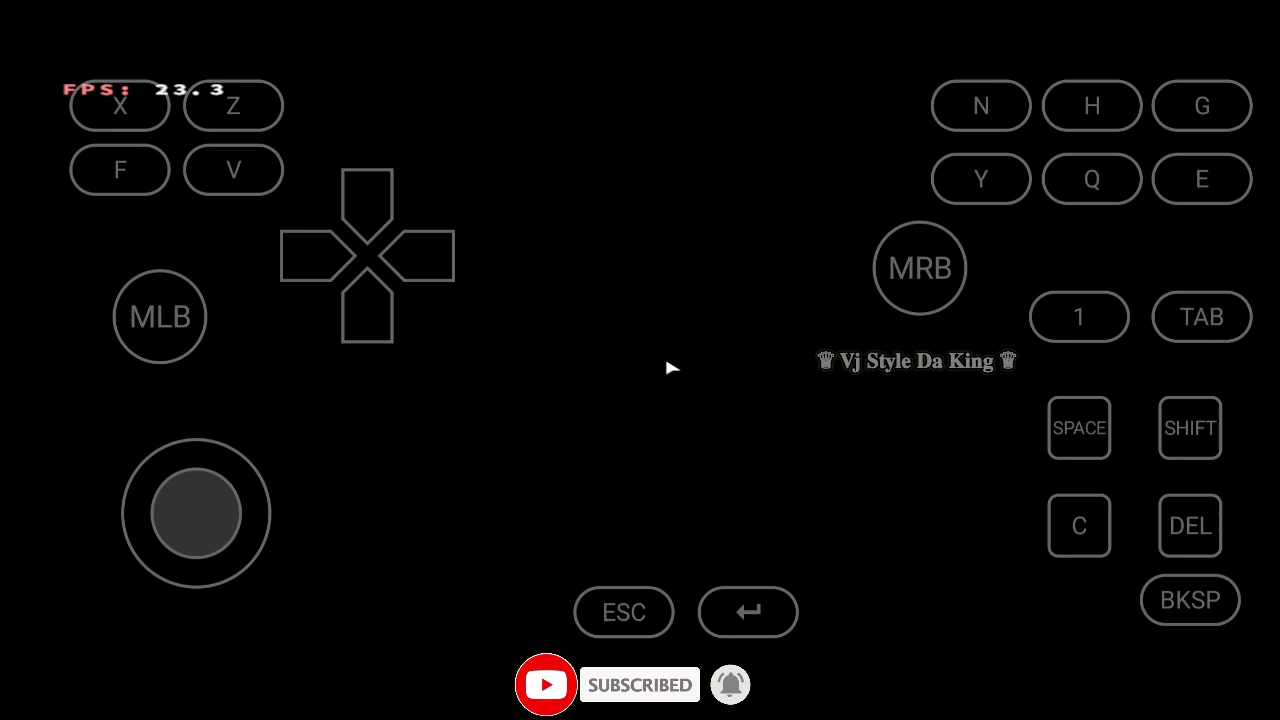 FPS: 23.3
X Z
N H G
F V
Y Q E
MRB
MLB
1 TAB
♕ Vj Style Da King ♕
SPACE SHIFT
C DEL
BKSP
ESC ↵
SUBSCRIBED